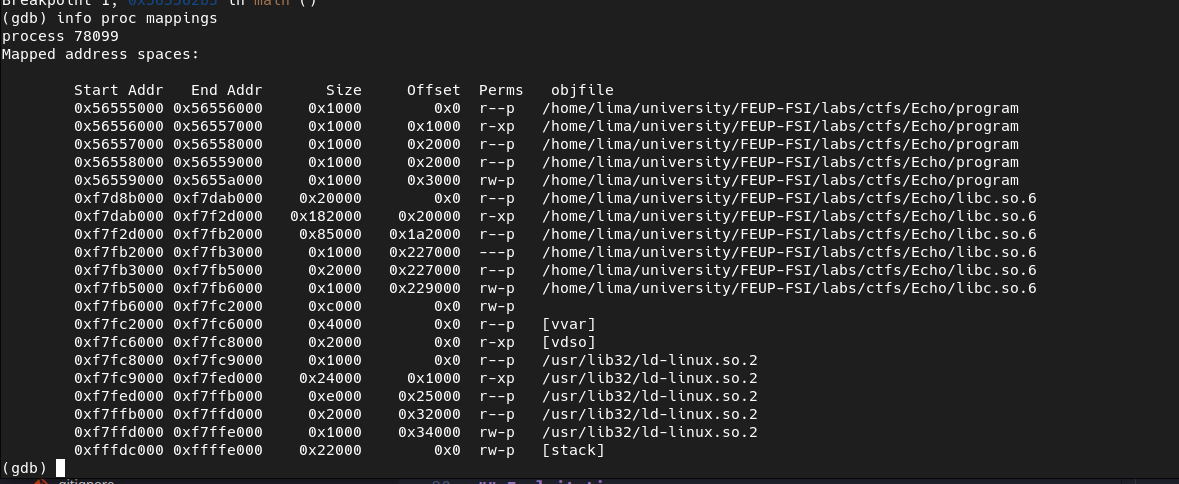 Breakpoint 1, 0x565562b5 in main ()
(gdb) info proc mappings
process 78099
Mapped address spaces:
Start Addr End Addr Size Offset Perms objfile
0x56555000 0x56556000 0x1000 0x0 r--p /home/lima/university/FEUP-FSI/labs/ctfs/Echo/program
0x56556000 0x56557000 0x1000 0x1000 r-xp /home/lima/university/FEUP-FSI/labs/ctfs/Echo/program
0x56557000 0x56558000 0x1000 0x2000 r--p /home/lima/university/FEUP-FSI/labs/ctfs/Echo/program
0x56558000 0x56559000 0x1000 0x2000 r--p /home/lima/university/FEUP-FSI/labs/ctfs/Echo/program
0x56559000 0x5655a000 0x1000 0x3000 rw-p /home/lima/university/FEUP-FSI/labs/ctfs/Echo/program
0xf7d8b000 0xf7dab000 0x20000 0x0 r--p /home/lima/university/FEUP-FSI/labs/ctfs/Echo/libc.so.6
0xf7dab000 0xf7f2d000 0x182000 0x20000 r-xp /home/lima/university/FEUP-FSI/labs/ctfs/Echo/libc.so.6
0xf7f2d000 0xf7fb2000 0x85000 0x1a2000 r--p /home/lima/university/FEUP-FSI/labs/ctfs/Echo/libc.so.6
0xf7fb2000 0xf7fb3000 0x1000 0x227000 ---p /home/lima/university/FEUP-FSI/labs/ctfs/Echo/libc.so.6
0xf7fb3000 0xf7fb5000 0x2000 0x227000 r--p /home/lima/university/FEUP-FSI/labs/ctfs/Echo/libc.so.6
0xf7fb5000 0xf7fb6000 0x1000 0x229000 rw-p /home/lima/university/FEUP-FSI/labs/ctfs/Echo/libc.so.6
0xf7fb6000 0xf7fc2000 0xc000 0x0 rw-p
0xf7fc2000 0xf7fc6000 0x4000 0x0 r--p [vvar]
0xf7fc6000 0xf7fc8000 0x2000 0x0 r-xp [vdso]
0xf7fc8000 0xf7fc9000 0x1000 0x0 r--p /usr/lib32/ld-linux.so.2
0xf7fc9000 0xf7fed000 0x24000 0x1000 r-xp /usr/lib32/ld-linux.so.2
0xf7fed000 0xf7ffb000 0xe000 0x25000 r--p /usr/lib32/ld-linux.so.2
0xf7ffb000 0xf7ffd000 0x2000 0x32000 r--p /usr/lib32/ld-linux.so.2
0xf7ffd000 0xf7ffe000 0x1000 0x34000 rw-p /usr/lib32/ld-linux.so.2
0xfffdc000 0xffffe000 0x22000 0x0 rw-p [stack]
(gdb)